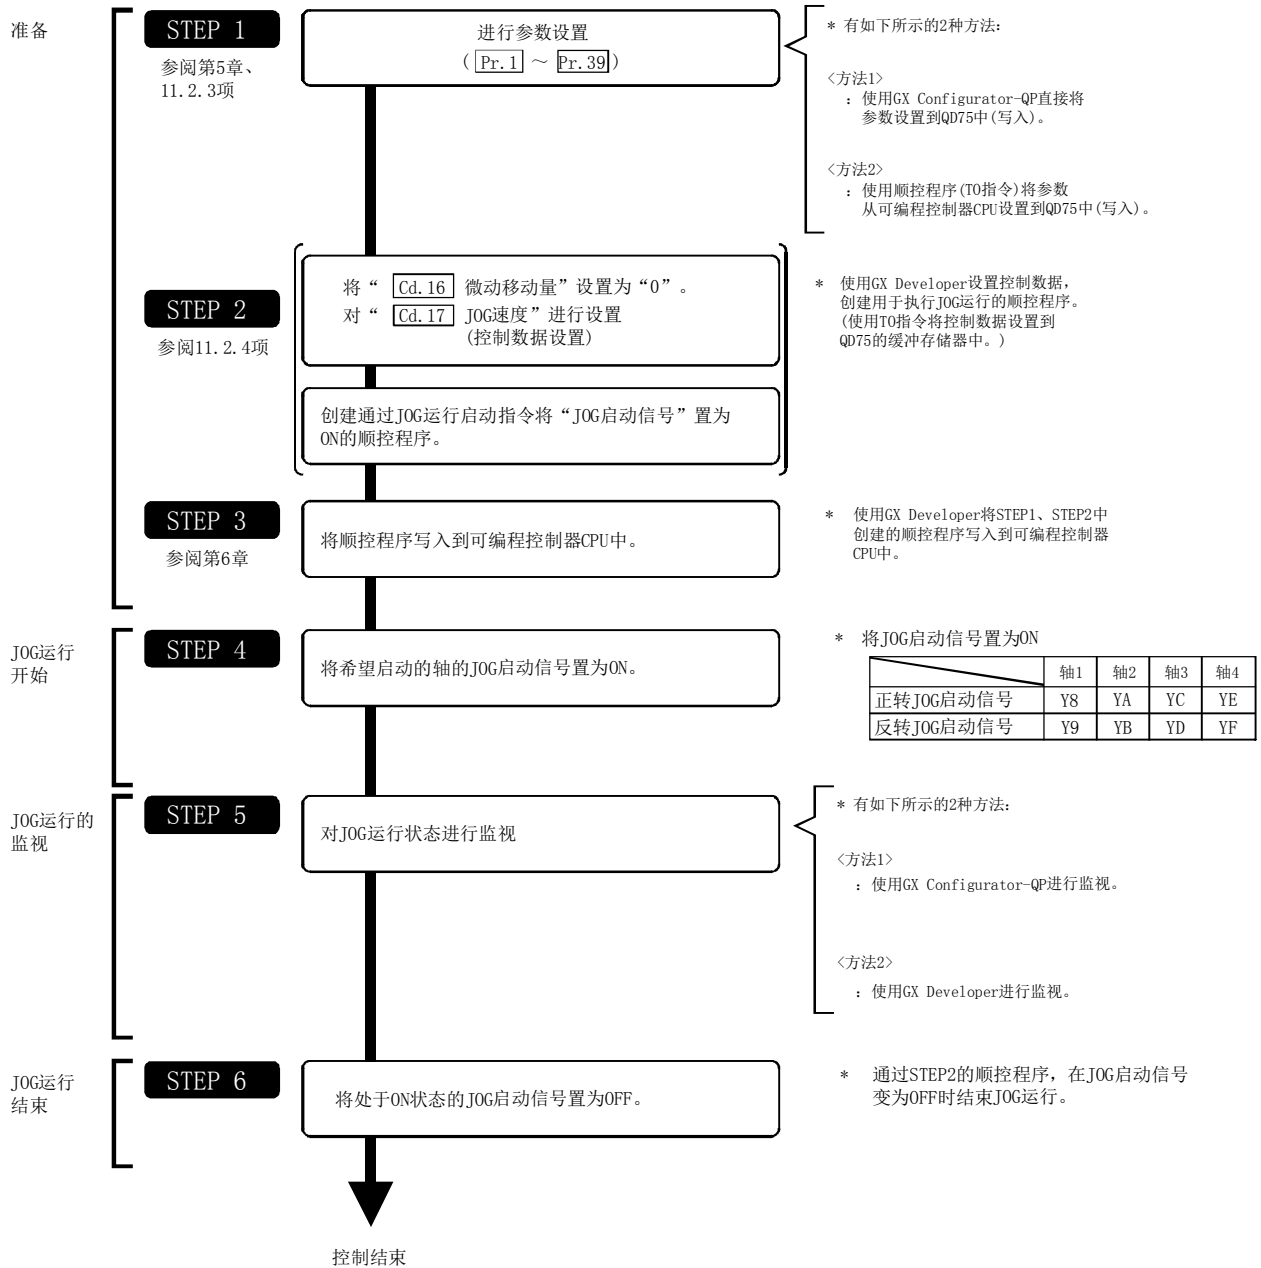 准备
STEP 1
参阅第5章、
11.2.3项
进行参数设置
( Pr.1 ～ Pr.39 )
* 有如下所示的2种方法:
<方法1>
: 使用GX Configurator-QP直接将
参数设置到QD75中(写入)。
<方法2>
: 使用顺控程序(TO指令)将参数
从可编程控制器CPU设置到QD75中(写入)。
STEP 2
参阅11.2.4项
将“ Cd.16 微动移动量”设置为“0”。
对“ Cd.17 JOG速度”进行设置
(控制数据设置)
创建通过JOG运行启动指令将“JOG启动信号”置为
ON的顺控程序。
* 使用GX Developer设置控制数据,
创建用于执行JOG运行的顺控程序。
(使用TO指令将控制数据设置到
QD75的缓冲存储器中。)
STEP 3
参阅第6章
将顺控程序写入到可编程控制器CPU中。
* 使用GX Developer将STEP1、STEP2中
创建的顺控程序写入到可编程控制器
CPU中。
JOG运行
开始
STEP 4
将希望启动的轴的JOG启动信号置为ON。
* 将JOG启动信号置为ON
轴1 轴2 轴3 轴4
正转JOG启动信号 Y8 YA YC YE
反转JOG启动信号 Y9 YB YD YF
JOG运行的
监视
STEP 5
对JOG运行状态进行监视
* 有如下所示的2种方法:
<方法1>
: 使用GX Configurator-QP进行监视。
<方法2>
: 使用GX Developer进行监视。
JOG运行
结束
STEP 6
将处于ON状态的JOG启动信号置为OFF。
* 通过STEP2的顺控程序，在JOG启动信号
变为OFF时结束JOG运行。
控制结束